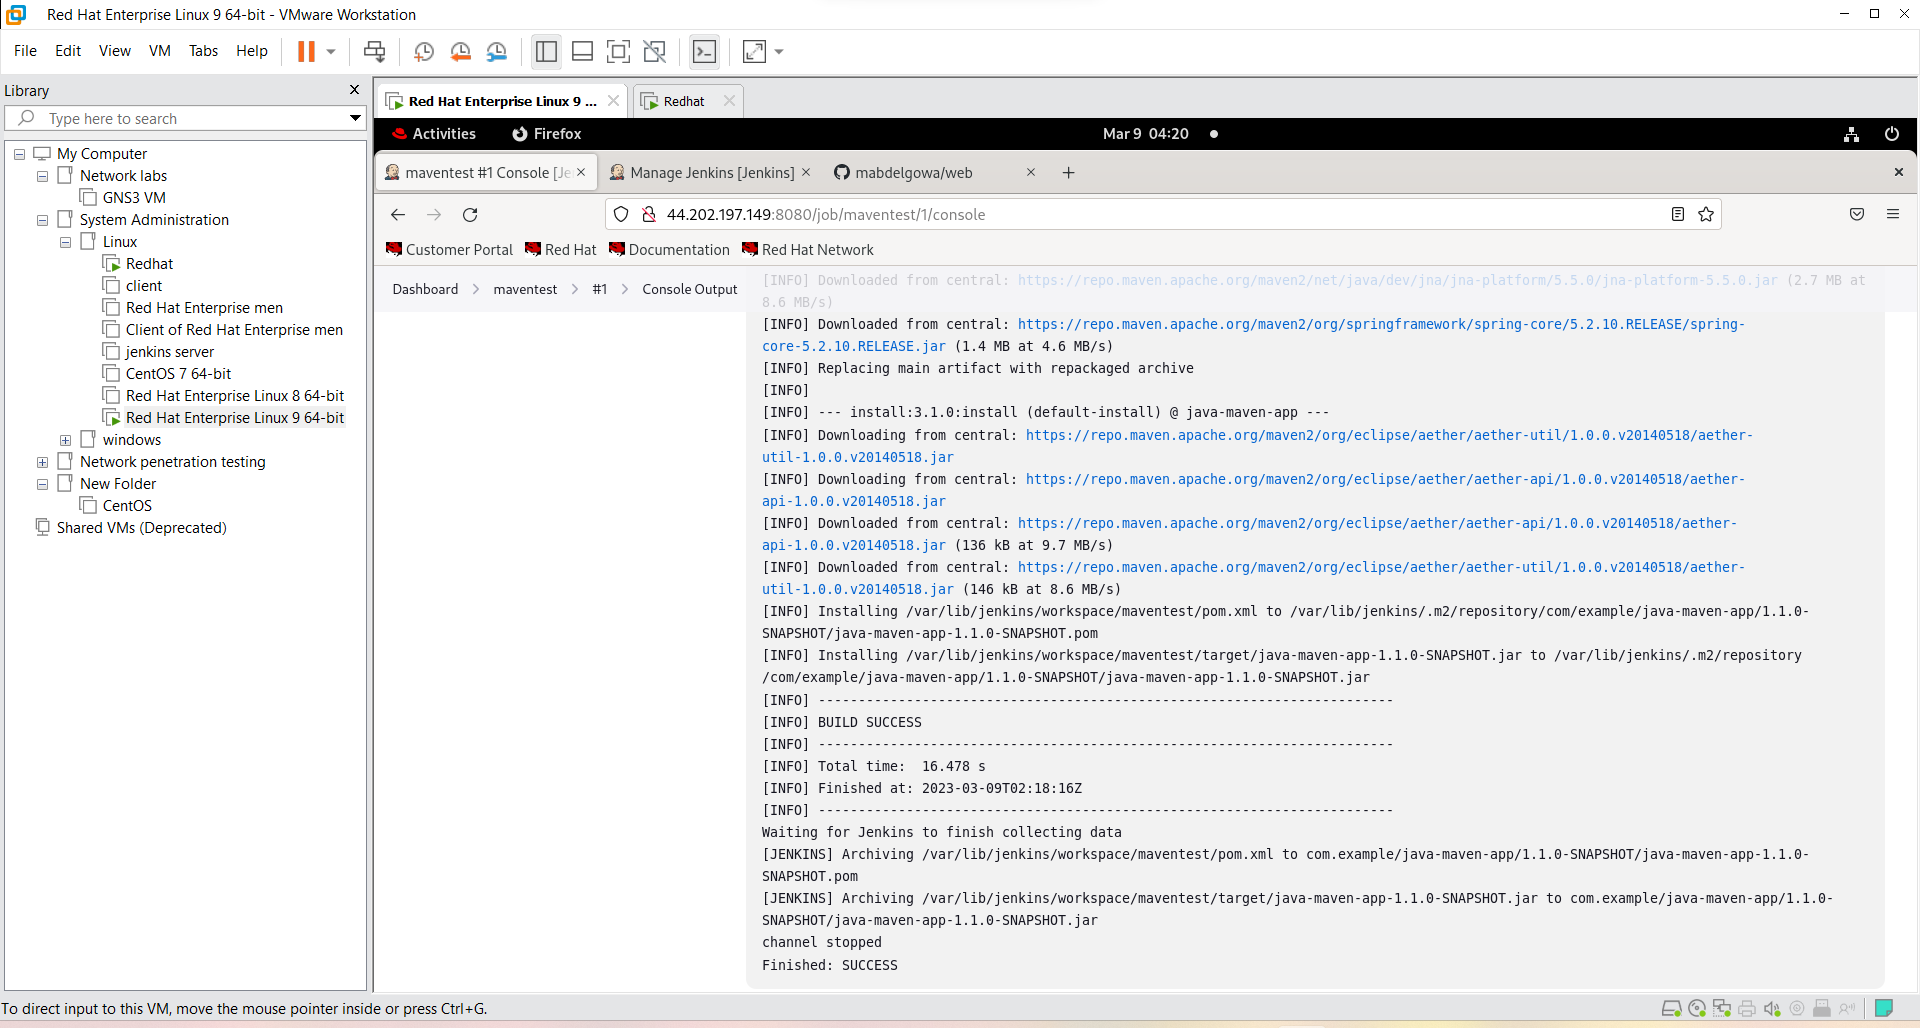 Red Hat Enterprise Linux 9 64-bit - VMware Workstation
File Edit View VM Tabs Help
Library
Type here to search
My Computer
Network labs
GNS3 VM
System Administration
Linux
Redhat
client
Red Hat Enterprise men
Client of Red Hat Enterprise men
jenkins server
CentOS 7 64-bit
Red Hat Enterprise Linux 8 64-bit
Red Hat Enterprise Linux 9 64-bit
windows
Network penetration testing
New Folder
CentOS
Shared VMs (Deprecated)
Red Hat Enterprise Linux 9 ...
Redhat
Activities Firefox Mar 9 04:20
maventest #1 Console [Je
Manage Jenkins [Jenkins]
mabdelgowa/web
44.202.197.149:8080/job/maventest/1/console
Customer Portal Red Hat Documentation Red Hat Network
Dashboard maventest #1 Console Output
[INFO] Downloaded from central: https://repo.maven.apache.org/maven2/net/java/dev/jna/jna-platform/5.5.0/jna-platform-5.5.0.jar (2.7 MB at
8.6 MB/s)
[INFO] Downloaded from central: https://repo.maven.apache.org/maven2/org/springframework/spring-core/5.2.10.RELEASE/spring-
core-5.2.10.RELEASE.jar (1.4 MB at 4.6 MB/s)
[INFO] Replacing main artifact with repackaged archive
[INFO]
[INFO] --- install:3.1.0:install (default-install) @ java-maven-app ---
[INFO] Downloading from central: https://repo.maven.apache.org/maven2/org/eclipse/aether/aether-util/1.0.0.v20140518/aether-
util-1.0.0.v20140518.jar
[INFO] Downloading from central: https://repo.maven.apache.org/maven2/org/eclipse/aether/aether-api/1.0.0.v20140518/aether-
api-1.0.0.v20140518.jar
[INFO] Downloaded from central: https://repo.maven.apache.org/maven2/org/eclipse/aether/aether-api/1.0.0.v20140518/aether-
api-1.0.0.v20140518.jar (136 kB at 9.7 MB/s)
[INFO] Downloaded from central: https://repo.maven.apache.org/maven2/org/eclipse/aether/aether-util/1.0.0.v20140518/aether-
util-1.0.0.v20140518.jar (146 kB at 8.6 MB/s)
[INFO] Installing /var/lib/jenkins/workspace/maventest/pom.xml to /var/lib/jenkins/.m2/repository/com/example/java-maven-app/1.1.0-
SNAPSHOT/java-maven-app-1.1.0-SNAPSHOT.pom
[INFO] Installing /var/lib/jenkins/workspace/maventest/target/java-maven-app-1.1.0-SNAPSHOT.jar to /var/lib/jenkins/.m2/repository
/com/example/java-maven-app/1.1.0-SNAPSHOT/java-maven-app-1.1.0-SNAPSHOT.jar
[INFO] ------------------------------------------------------------------------
[INFO] BUILD SUCCESS
[INFO] ------------------------------------------------------------------------
[INFO] Total time:  16.478 s
[INFO] Finished at: 2023-03-09T02:18:16Z
[INFO] ------------------------------------------------------------------------
Waiting for Jenkins to finish collecting data
[JENKINS] Archiving /var/lib/jenkins/workspace/maventest/pom.xml to com.example/java-maven-app/1.1.0-SNAPSHOT/java-maven-app-1.1.0-
SNAPSHOT.pom
[JENKINS] Archiving /var/lib/jenkins/workspace/maventest/target/java-maven-app-1.1.0-SNAPSHOT.jar to com.example/java-maven-app/1.1.0-
SNAPSHOT/java-maven-app-1.1.0-SNAPSHOT.jar
channel stopped
Finished: SUCCESS
To direct input to this VM, move the mouse pointer inside or press Ctrl+G.